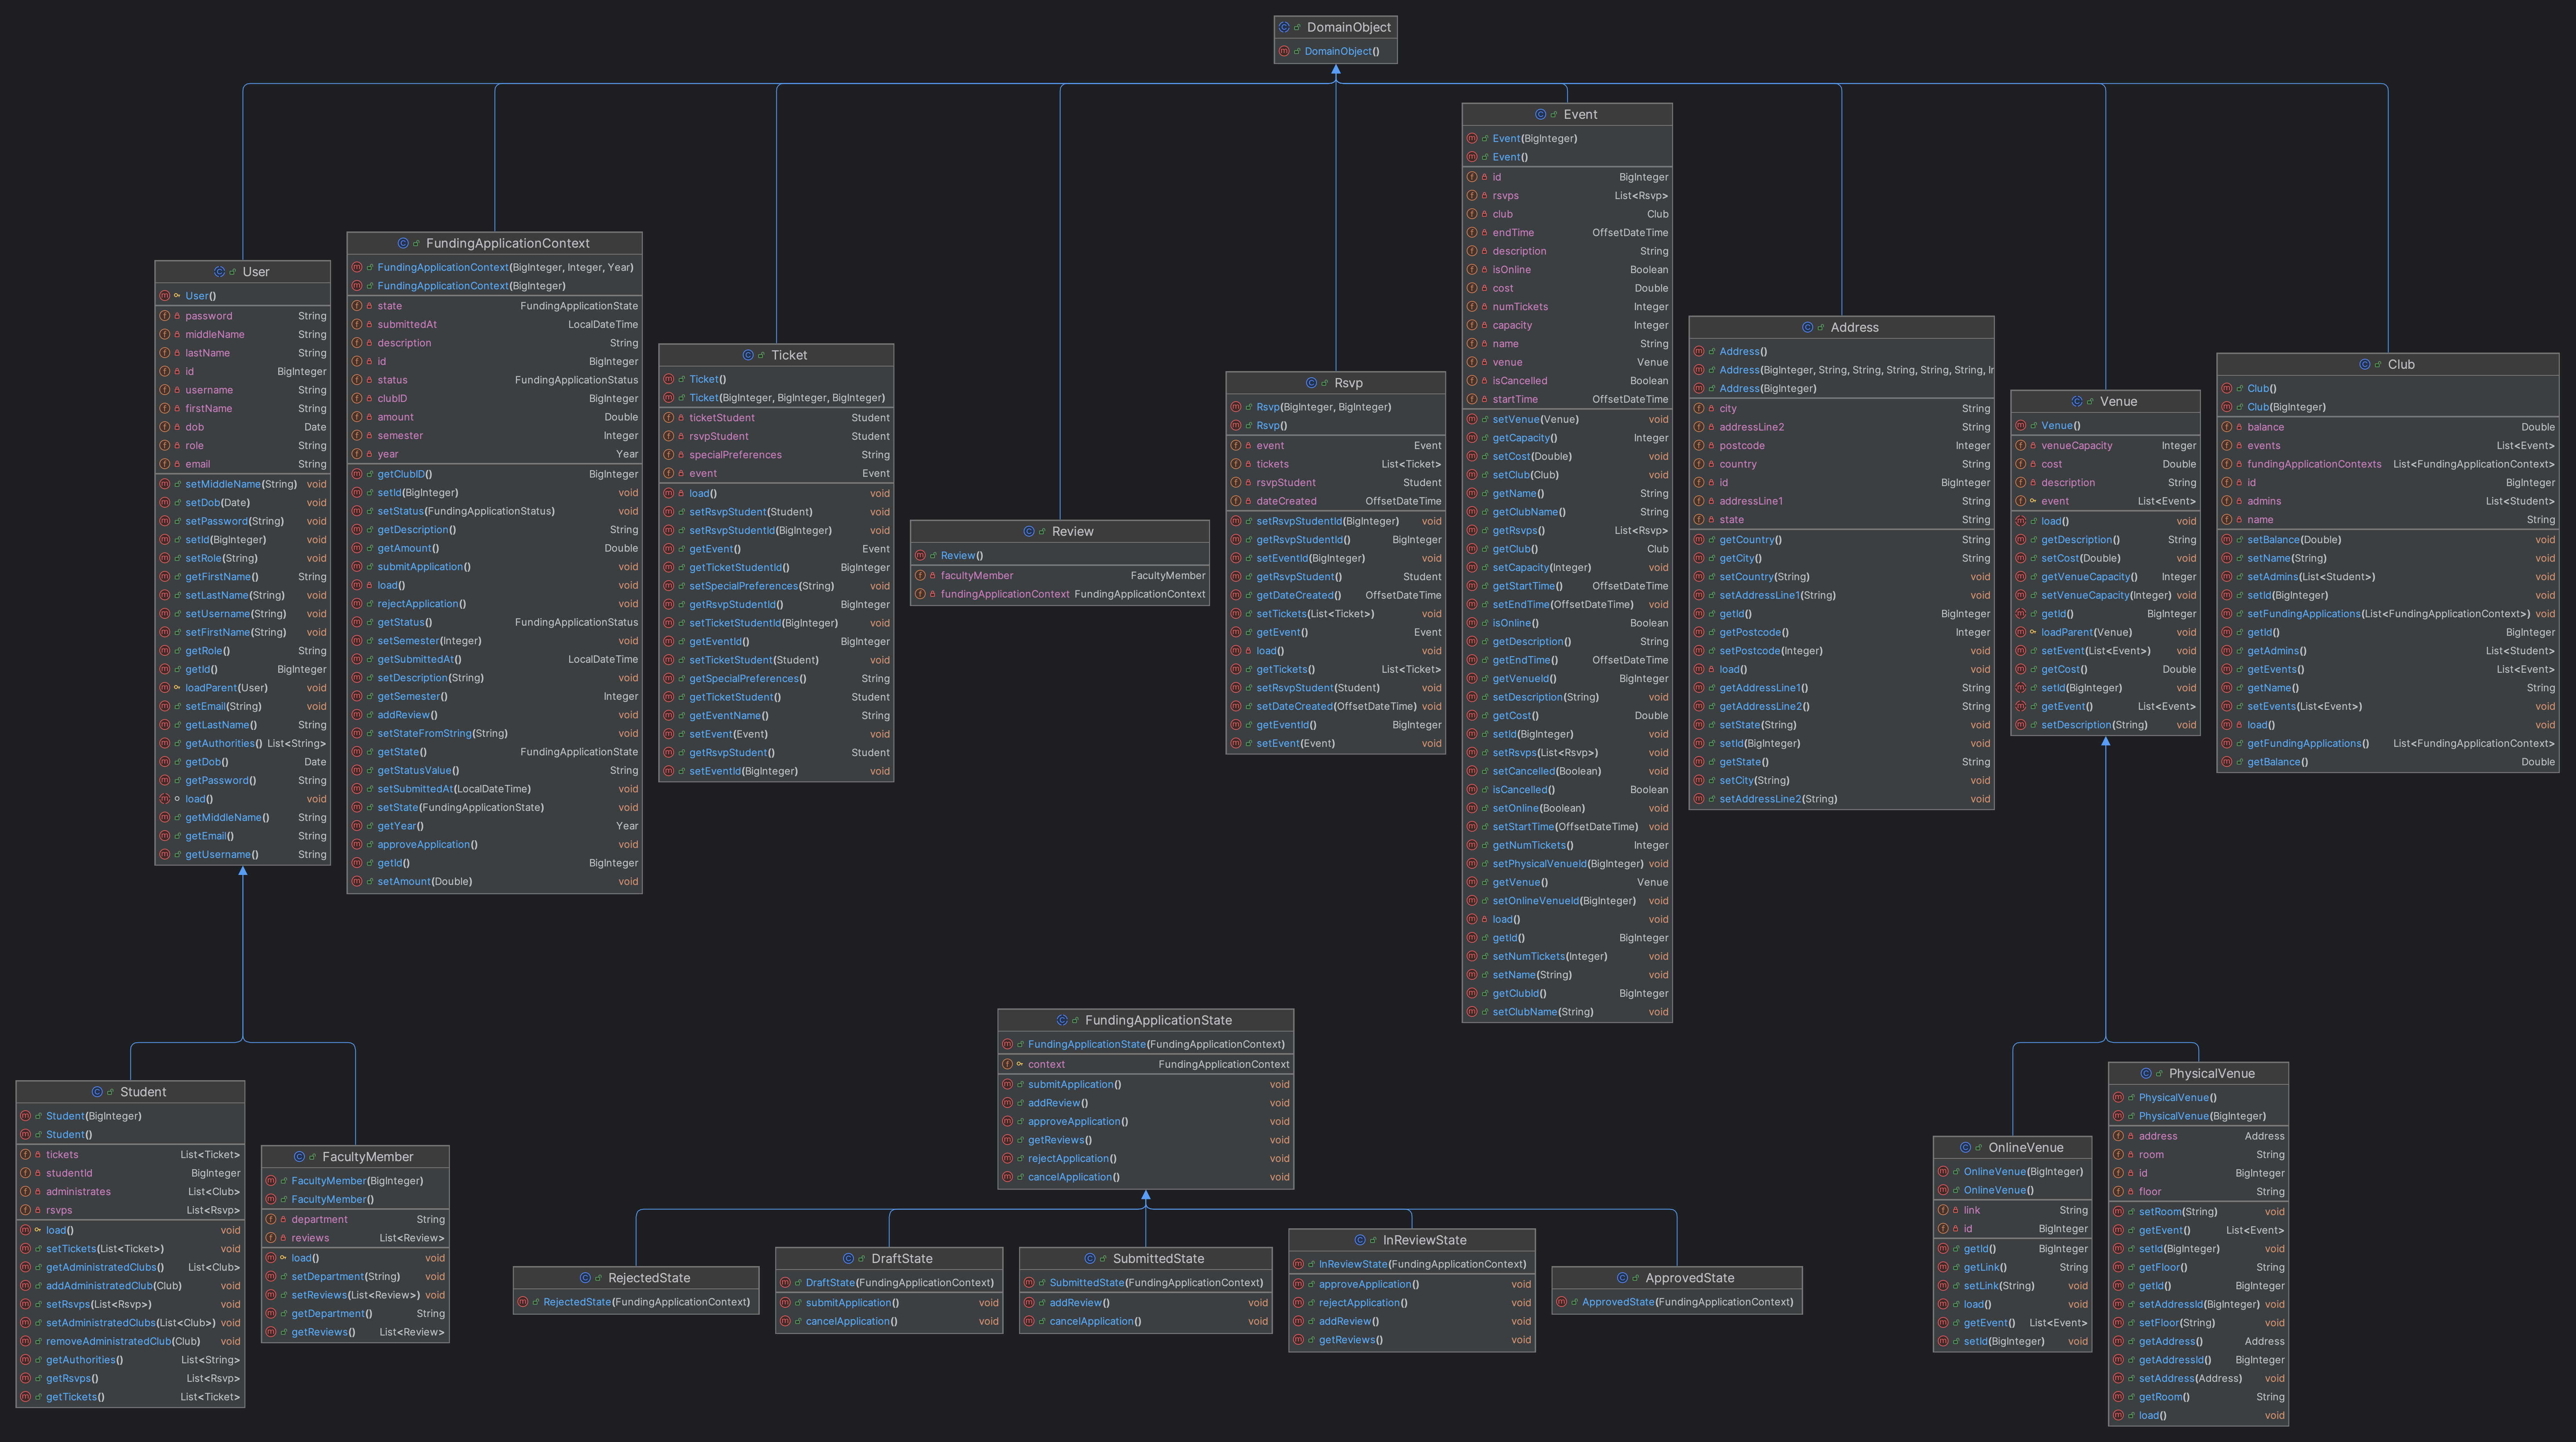 DomainObject
DomainObject()
User
User()
password String
middleName String
lastName String
id BigInteger
username String
firstName String
dob Date
role String
email String
setMiddleName(String) void
setDob(Date) void
setPassword(String) void
setId(BigInteger) void
setRole(String) void
getFirstName() String
setLastName(String) void
setUsername(String) void
setFirstName(String) void
getRole() String
getId() BigInteger
loadParent(User) void
setEmail(String) void
getLastName() String
getAuthorities() List<String>
getDob() Date
getPassword() String
load() void
getMiddleName() String
getEmail() String
getUsername() String
FundingApplicationContext
FundingApplicationContext(BigInteger, Integer, Year)
FundingApplicationContext(BigInteger)
state FundingApplicationState
submittedAt LocalDateTime
description String
id BigInteger
status FundingApplicationStatus
clubID BigInteger
amount Double
semester Integer
year Year
getClubID() BigInteger
setId(BigInteger) void
setStatus(FundingApplicationStatus) void
getDescription() String
getAmount() Double
submitApplication() void
load() void
rejectApplication() void
getStatus() FundingApplicationStatus
setSemester(Integer) void
getSubmittedAt() LocalDateTime
setDescription(String) void
getSemester() Integer
addReview() void
setStateFromString(String) void
getState() FundingApplicationState
getStatusValue() String
setSubmittedAt(LocalDateTime) void
setState(FundingApplicationState) void
getYear() Year
approveApplication() void
getId() BigInteger
setAmount(Double) void
Ticket
Ticket()
Ticket(BigInteger, BigInteger, BigInteger)
ticketStudent Student
rsvpStudent Student
specialPreferences String
event Event
load() void
setRsvpStudent(Student) void
setRsvpStudentId(BigInteger) void
getEvent() Event
getTicketStudentId() BigInteger
setSpecialPreferences(String) void
getRsvpStudentId() BigInteger
setTicketStudentId(BigInteger) void
getEventId() BigInteger
setTicketStudent(Student) void
getSpecialPreferences() String
getTicketStudent() Student
getEventName() String
setEvent(Event) void
getRsvpStudent() Student
setEventId(BigInteger) void
Review
Review()
facultyMember FacultyMember
fundingApplicationContext FundingApplicationContext
Rsvp
Rsvp(BigInteger, BigInteger)
Rsvp()
event Event
tickets List<Ticket>
rsvpStudent Student
dateCreated OffsetDateTime
setRsvpStudentId(BigInteger) void
getRsvpStudentId() BigInteger
setEventId(BigInteger) void
getRsvpStudent() Student
getDateCreated() OffsetDateTime
setTickets(List<Ticket>) void
getEvent() Event
load() void
getTickets() List<Ticket>
setRsvpStudent(Student) void
setDateCreated(OffsetDateTime) void
getEventId() BigInteger
setEvent(Event) void
Event
Event(BigInteger)
Event()
id BigInteger
rsvps List<Rsvp>
club Club
endTime OffsetDateTime
description String
isOnline Boolean
cost Double
numTickets Integer
capacity Integer
name String
venue Venue
isCancelled Boolean
startTime OffsetDateTime
setVenue(Venue) void
getCapacity() Integer
setCost(Double) void
setClub(Club) void
getName() String
getClubName() String
getRsvps() List<Rsvp>
getClub() Club
setCapacity(Integer) void
getStartTime() OffsetDateTime
setEndTime(OffsetDateTime) void
isOnline() Boolean
getDescription() String
getEndTime() OffsetDateTime
getVenueId() BigInteger
setDescription(String) void
getCost() Double
setId(BigInteger) void
setRsvps(List<Rsvp>) void
setCancelled(Boolean) void
isCancelled() Boolean
setOnline(Boolean) void
setStartTime(OffsetDateTime) void
getNumTickets() Integer
setPhysicalVenueId(BigInteger) void
getVenue() Venue
setOnlineVenueId(BigInteger) void
load() void
getId() BigInteger
setNumTickets(Integer) void
setName(String) void
getClubId() BigInteger
setClubName(String) void
Address
Address()
Address(BigInteger, String, String, String, String, String, Ir
Address(BigInteger)
city String
addressLine2 String
postcode Integer
country String
id BigInteger
addressLine1 String
state String
getCountry() String
getCity() String
setCountry(String) void
setAddressLine1(String) void
getId() BigInteger
getPostcode() Integer
setPostcode(Integer) void
load() void
getAddressLine1() String
getAddressLine2() String
setState(String) void
setId(BigInteger) void
getState() String
setCity(String) void
setAddressLine2(String) void
Venue
Venue()
venueCapacity Integer
cost Double
description String
event List<Event>
load() void
getDescription() String
setCost(Double) void
getVenueCapacity() Integer
setVenueCapacity(Integer) void
getId() BigInteger
loadParent(Venue) void
setEvent(List<Event>) void
getCost() Double
setId(BigInteger) void
getEvent() List<Event>
setDescription(String) void
Club
Club()
Club(BigInteger)
balance Double
events List<Event>
fundingApplicationContexts List<FundingApplicationContext>
id BigInteger
admins List<Student>
name String
setBalance(Double) void
setName(String) void
setAdmins(List<Student>) void
setId(BigInteger) void
setFundingApplications(List<FundingApplicationContext>) void
getId() BigInteger
getAdmins() List<Student>
getEvents() List<Event>
getName() String
setEvents(List<Event>) void
load() void
getFundingApplications() List<FundingApplicationContext>
getBalance() Double
Student
Student(BigInteger)
Student()
tickets List<Ticket>
studentId BigInteger
administrates List<Club>
rsvps List<Rsvp>
load() void
setTickets(List<Ticket>) void
getAdministratedClubs() List<Club>
addAdministratedClub(Club) void
setRsvps(List<Rsvp>) void
setAdministratedClubs(List<Club>) void
removeAdministratedClub(Club) void
getAuthorities() List<String>
getRsvps() List<Rsvp>
getTickets() List<Ticket>
FacultyMember
FacultyMember(BigInteger)
FacultyMember()
department String
reviews List<Review>
load() void
setDepartment(String) void
setReviews(List<Review>) void
getDepartment() String
getReviews() List<Review>
FundingApplicationState
FundingApplicationState(FundingApplicationContext)
context FundingApplicationContext
submitApplication() void
addReview() void
approveApplication() void
getReviews() void
rejectApplication() void
cancelApplication() void
RejectedState
RejectedState(FundingApplicationContext)
DraftState
DraftState(FundingApplicationContext)
submitApplication() void
cancelApplication() void
SubmittedState
SubmittedState(FundingApplicationContext)
addReview() void
cancelApplication() void
InReviewState
InReviewState(FundingApplicationContext)
approveApplication() void
rejectApplication() void
addReview() void
getReviews() void
ApprovedState
ApprovedState(FundingApplicationContext)
OnlineVenue
OnlineVenue(BigInteger)
OnlineVenue()
link String
id BigInteger
getId() BigInteger
getLink() String
setLink(String) void
load() void
getEvent() List<Event>
setId(BigInteger) void
PhysicalVenue
PhysicalVenue()
PhysicalVenue(BigInteger)
address Address
room String
id BigInteger
floor String
setRoom(String) void
getEvent() List<Event>
setId(BigInteger) void
getFloor() String
getId() BigInteger
setAddressId(BigInteger) void
setFloor(String) void
getAddress() Address
getAddressId() BigInteger
setAddress(Address) void
getRoom() String
load() void